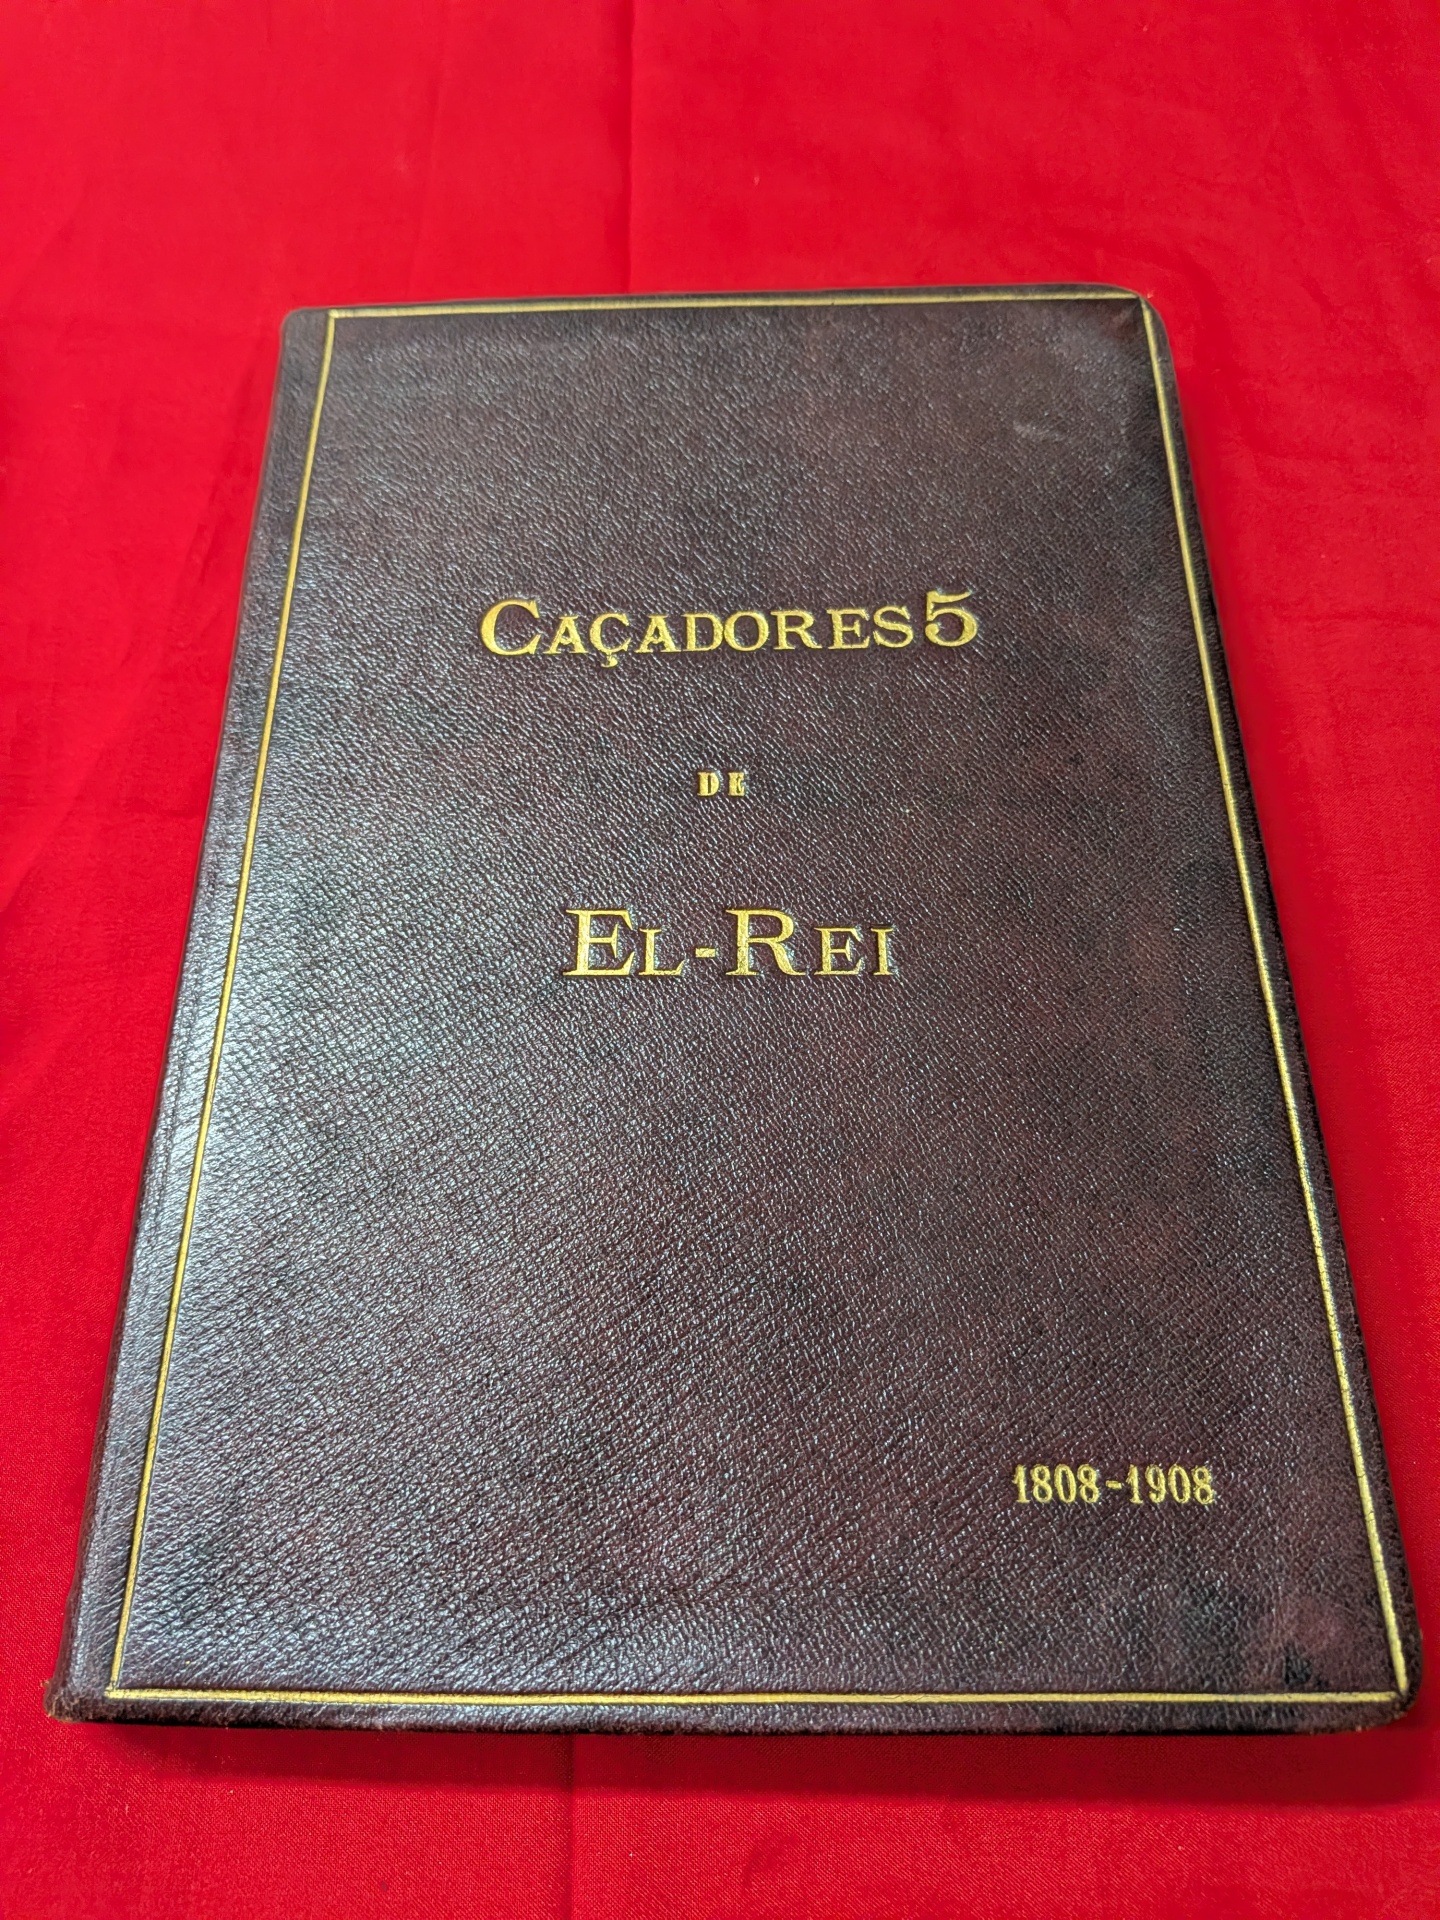 CAÇADORES 5
DE
EL-REI
1808-1908